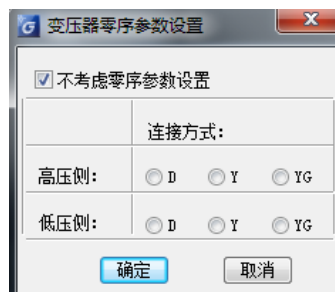 变压器零序参数设置
不考虑零序参数设置
连接方式：
高压侧： D Y YG
低压侧： D Y YG
确定 取消